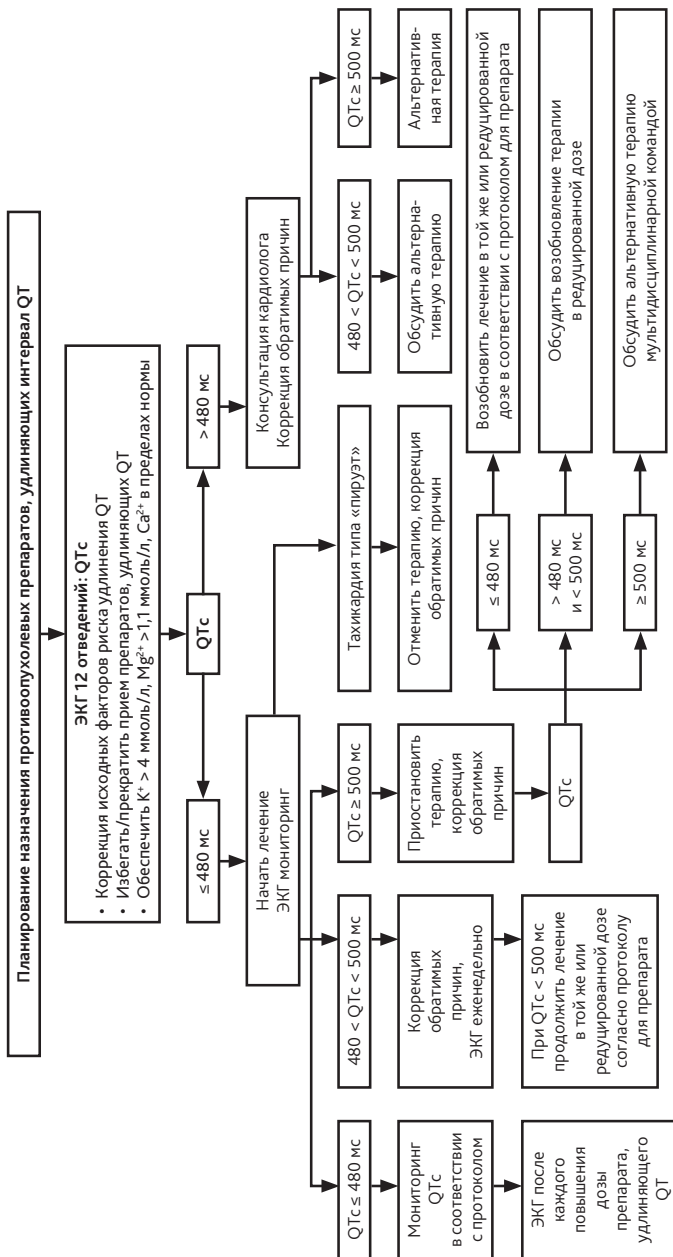 Планирование назначения противоопухолевых препаратов, удлиняющих интервал QT
ЭКГ 12 отведений: QTc
• Коррекция исходных факторов риска удлинения QT
• Избегать/прекратить прием препаратов, удлиняющих QT
• Обеспечить K⁺ > 4 ммоль/л, Mg²⁺ >1,1 ммоль/л, Ca²⁺ в пределах нормы
≤ 480 мс
QTc
> 480 мс
Начать лечение
ЭКГ мониторинг
Консультация кардиолога
Коррекция обратимых причин
QTc ≤ 480 мс
480 < QTc < 500 мс
QTc ≥ 500 мс
Тахикардия типа «пируэт»
480 < QTc < 500 мс
QTc ≥ 500 мс
Мониторинг
QTc
в соответствии
с протоколом
Коррекция
обратимых
причин,
ЭКГ еженедельно
Приостановить
терапию,
коррекция
обратимых
причин
Отменить терапию, коррекция
обратимых причин
Обсудить альтерна-
тивную терапию
Альтернатив-
ная терапия
ЭКГ после
каждого
повышения
дозы
препарата,
удлиняющего
QT
При QTc < 500 мс
продолжить лечение
в той же или
редуцированной дозе
согласно протоколу
для препарата
QTc
≤ 480 мс
Возобновить лечение в той же или редуцированной
дозе в соответствии с протоколом для препарата
> 480 мс
и < 500 мс
Обсудить возобновление терапии
в редуцированной дозе
≥ 500 мс
Обсудить альтернативную терапию
мультидисциплинарной командой